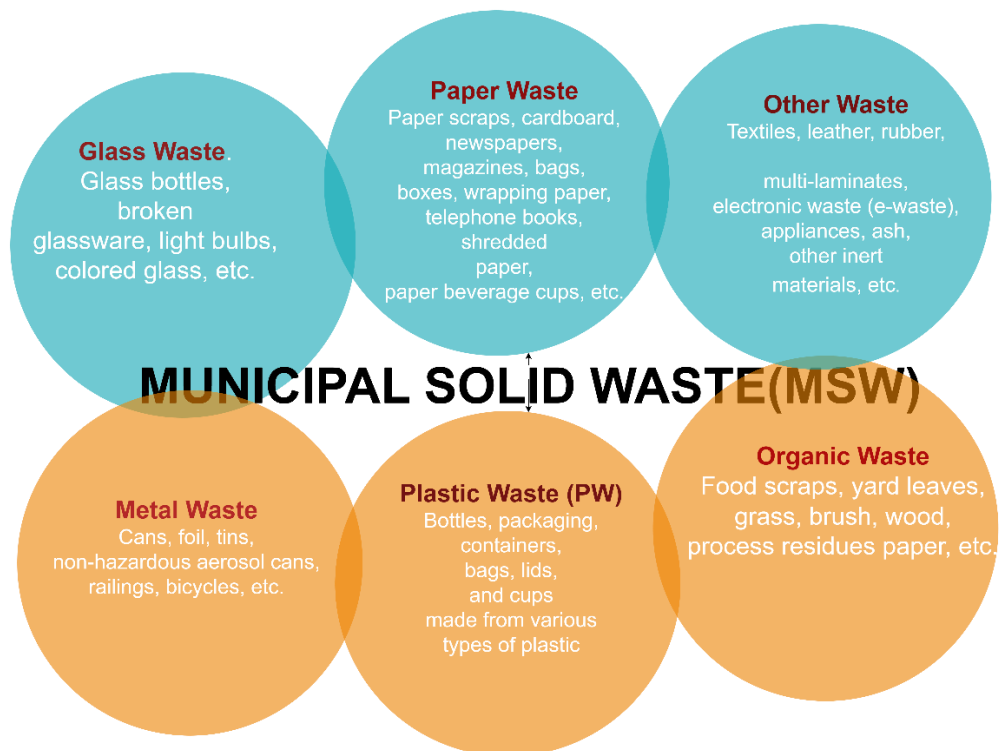 Glass Waste.
Glass bottles,
broken
glassware, light bulbs,
colored glass, etc.
Paper Waste
Paper scraps, cardboard,
newspapers,
magazines, bags,
boxes, wrapping paper,
telephone books,
shredded
paper,
paper beverage cups, etc.
Other Waste
Textiles, leather, rubber,
multi-laminates,
electronic waste (e-waste),
appliances, ash,
other inert
materials, etc.
MUNICIPAL SOLID WASTE(MSW)
Metal Waste
Cans, foil, tins,
non-hazardous aerosol cans,
railings, bicycles, etc.
Plastic Waste (PW)
Bottles, packaging,
containers,
bags, lids,
and cups
made from various
types of plastic
Organic Waste
Food scraps, yard leaves,
grass, brush, wood,
process residues paper, etc.